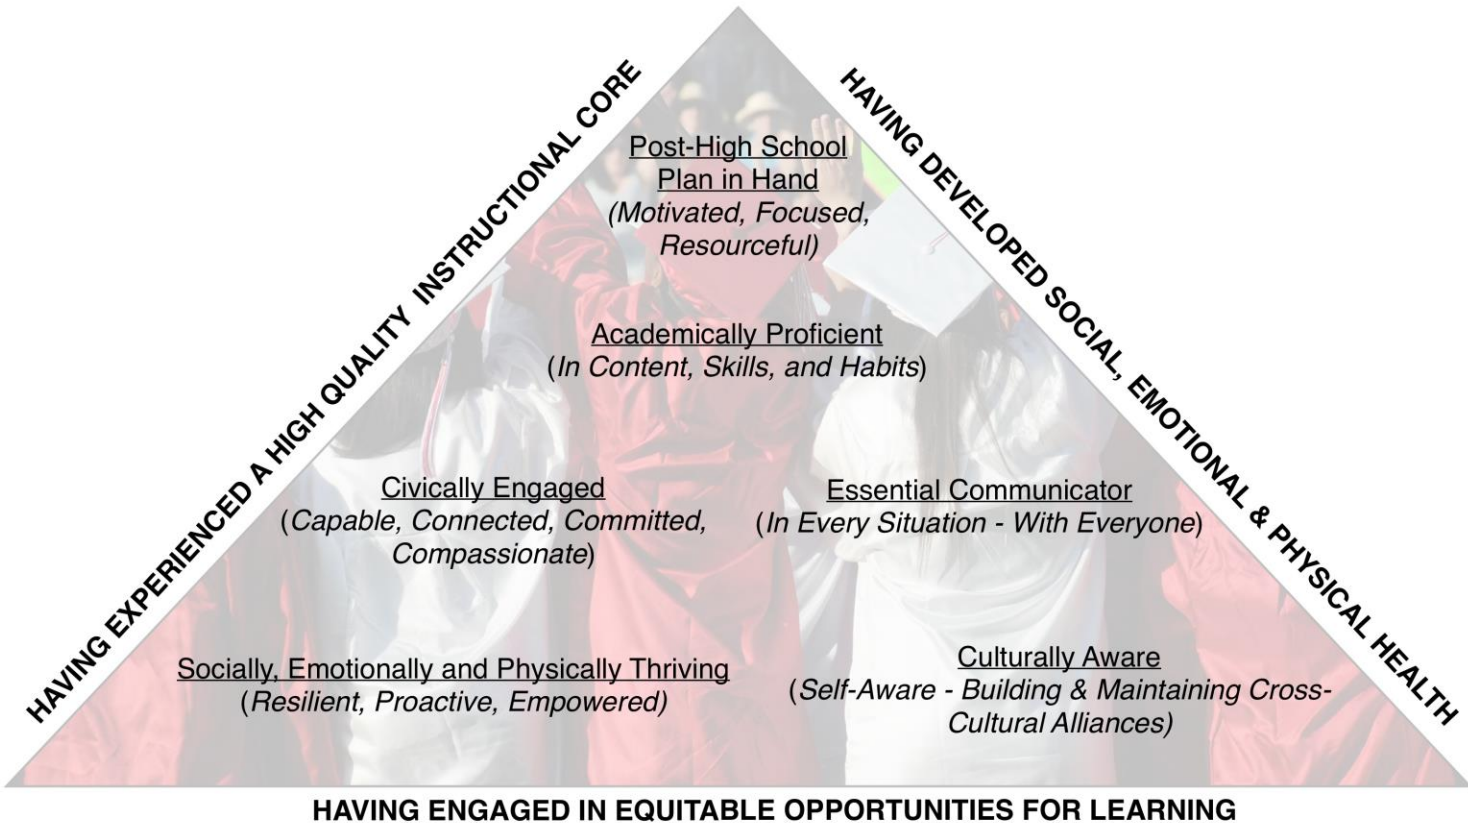 HAVING EXPERIENCED A HIGH QUALITY INSTRUCTIONAL CORE
HAVING DEVELOPED SOCIAL, EMOTIONAL & PHYSICAL HEALTH
Post-High School
Plan in Hand
(Motivated, Focused,
Resourceful)
Academically Proficient
(In Content, Skills, and Habits)
Civically Engaged
(Capable, Connected, Committed,
Compassionate)
Essential Communicator
(In Every Situation - With Everyone)
Socially, Emotionally and Physically Thriving
(Resilient, Proactive, Empowered)
Culturally Aware
(Self-Aware - Building & Maintaining Cross-
Cultural Alliances)
HAVING ENGAGED IN EQUITABLE OPPORTUNITIES FOR LEARNING